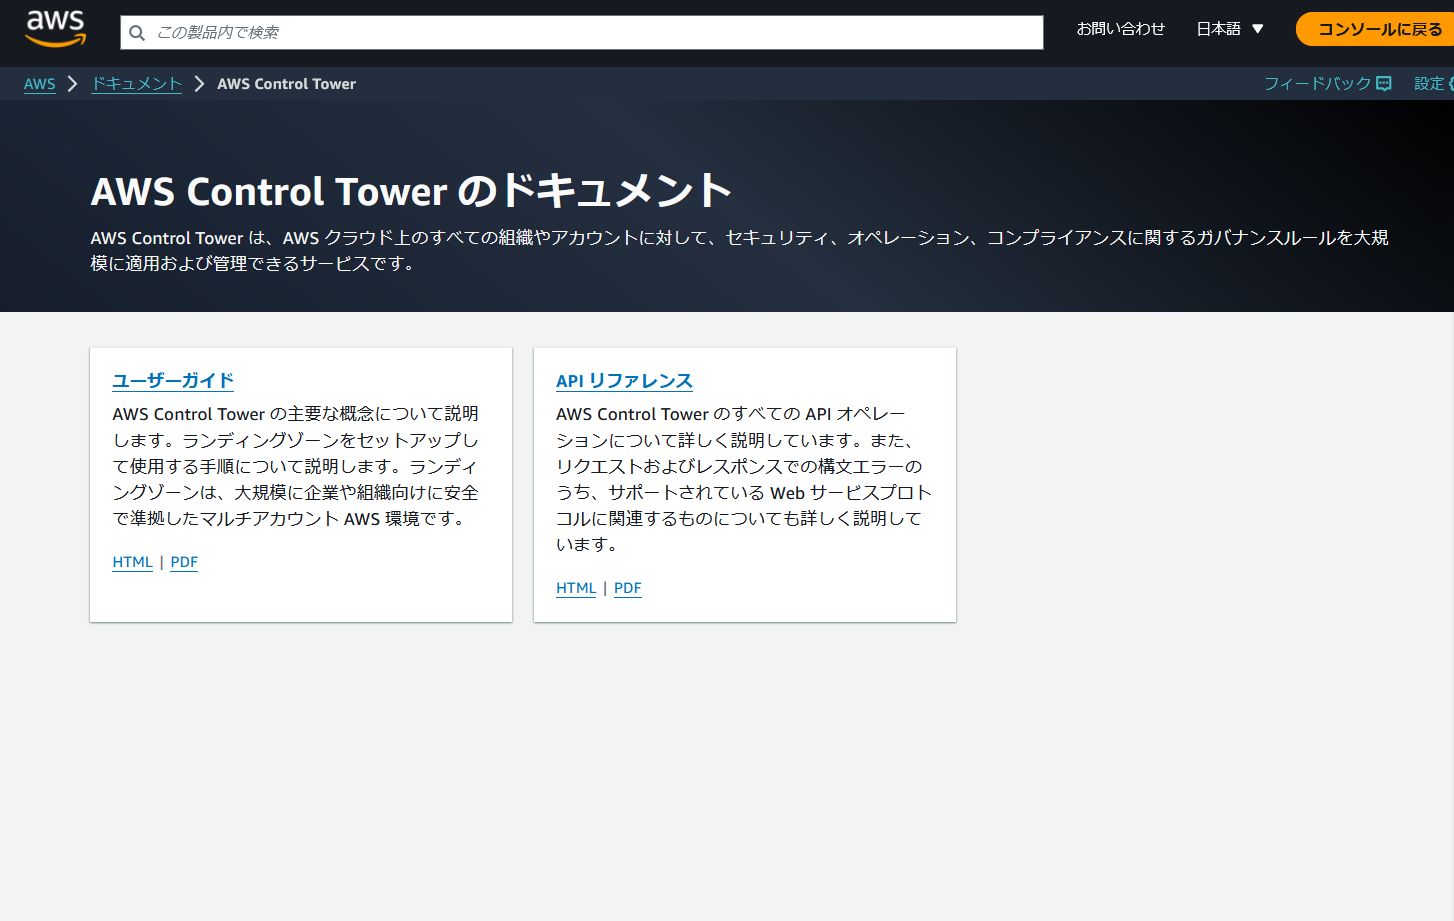 aws
この製品内で検索
お問い合わせ
日本語
コンソールに戻る
AWS
ドキュメント
AWS Control Tower
フィードバック
設定
AWS Control Tower のドキュメント
AWS Control Tower は、AWS クラウド上のすべての組織やアカウントに対して、セキュリティ、オペレーション、コンプライアンスに関するガバナンスルールを大規
模に適用および管理できるサービスです。
ユーザーガイド
AWS Control Tower の主要な概念について説明
します。ランディングゾーンをセットアップし
て使用する手順について説明します。ランディ
ングゾーンは、大規模に企業や組織向けに安全
で準拠したマルチアカウント AWS 環境です。
HTML | PDF
API リファレンス
AWS Control Tower のすべての API オペレー
ションについて詳しく説明しています。また、
リクエストおよびレスポンスでの構文エラーの
うち、サポートされている Web サービスプロト
コルに関連するものについても詳しく説明して
います。
HTML | PDF